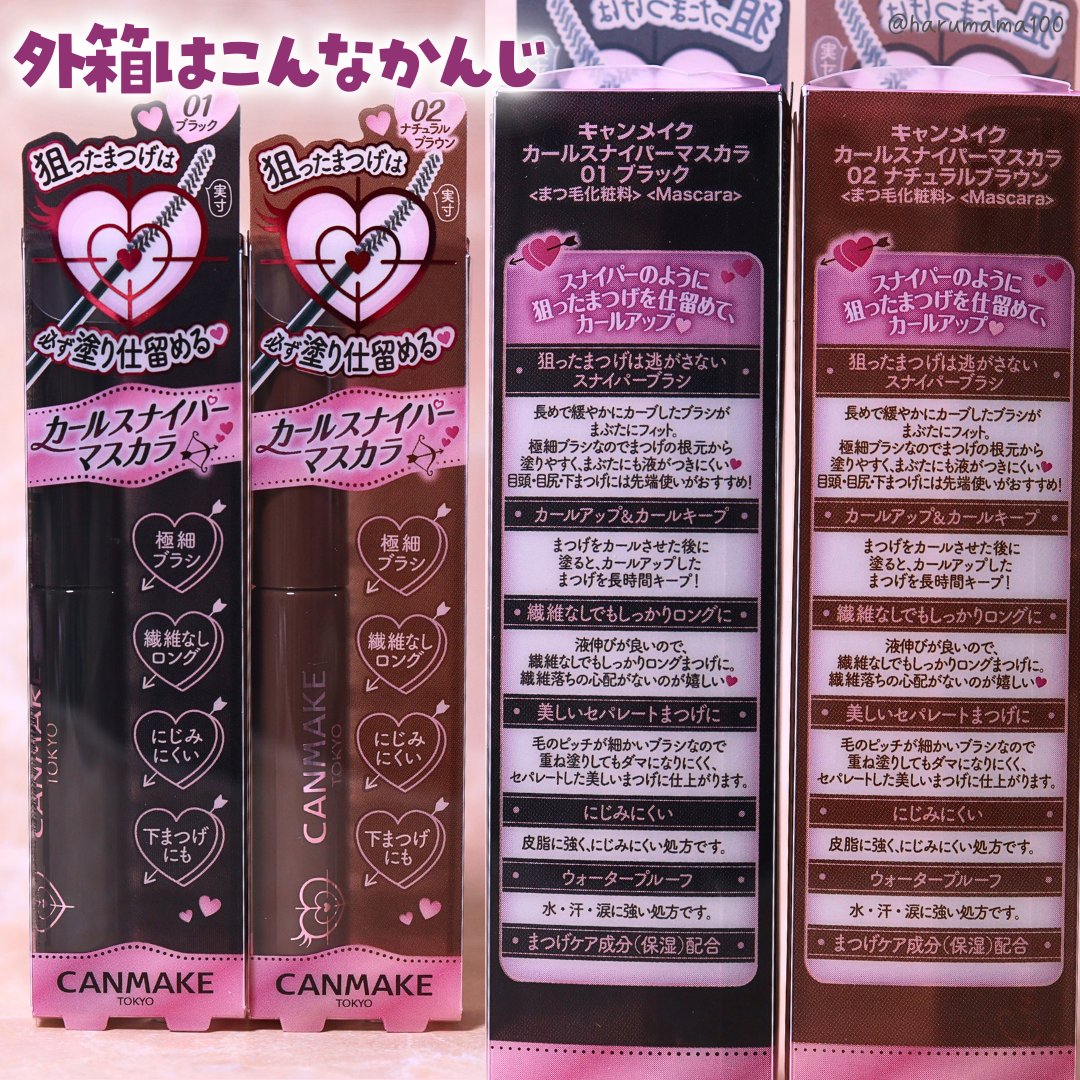 外箱はこんなかんじ
@harumama100
01
ブラック
狙ったまつげは
実寸
必ず塗り仕留める
カールスナイパー
マスカラ
極細
ブラシ
繊維なし
ロング
にじみ
にくい
下まつげ
にも
CANMAKE
TOKYO
CANMAKE
TOKYO
02
ナチュラル
ブラウン
狙ったまつげは
実寸
必ず塗り仕留める
カールスナイパー
マスカラ
極細
ブラシ
繊維なし
ロング
にじみ
にくい
下まつげ
にも
CANMAKE
TOKYO
CANMAKE
TOKYO
キャンメイク
カールスナイパーマスカラ
01 ブラック
<まつ毛化粧料> <Mascara>
スナイパーのように
狙ったまつげを仕留めて、
カールアップ
狙ったまつげは逃がさない
スナイパーブラシ
長めで緩やかにカーブしたブラシが
まぶたにフィット。
極細ブラシなのでまつげの根元から
塗りやすく、まぶたにも液がつきにくい
目頭・目尻・下まつげには先端使いがおすすめ!
カールアップ&カールキープ
まつげをカールさせた後に
塗ると、カールアップした
まつげを長時間キープ!
繊維なしでもしっかりロングに
液伸びが良いので、
繊維なしでもしっかりロングまつげに。
繊維落ちの心配がないのが嬉しい
美しいセパレートまつげに
毛のピッチが細かいブラシなので
重ね塗りしてもダマになりにくく、
セパレートした美しいまつげに仕上がります。
にじみにくい
皮脂に強く、にじみにくい処方です。
ウォータープルーフ
水・汗・涙に強い処方です。
まつげケア成分(保湿)配合
キャンメイク
カールスナイパーマスカラ
02 ナチュラルブラウン
<まつ毛化粧料> <Mascara>
スナイパーのように
狙ったまつげを仕留めて、
カールアップ
狙ったまつげは逃がさない
スナイパーブラシ
長めで緩やかにカーブしたブラシが
まぶたにフィット。
極細ブラシなのでまつげの根元から
塗りやすく、まぶたにも液がつきにくい
目頭・目尻・下まつげには先端使いがおすすめ!
カールアップ&カールキープ
まつげをカールさせた後に
塗ると、カールアップした
まつげを長時間キープ!
繊維なしでもしっかりロングに
液伸びが良いので、
繊維なしでもしっかりロングまつげに。
繊維落ちの心配がないのが嬉しい
美しいセパレートまつげに
毛のピッチが細かいブラシなので
重ね塗りしてもダマになりにくく、
セパレートした美しいまつげに仕上がります。
にじみにくい
皮脂に強く、にじみにくい処方です。
ウォータープルーフ
水・汗・涙に強い処方です。
まつげケア成分(保湿)配合